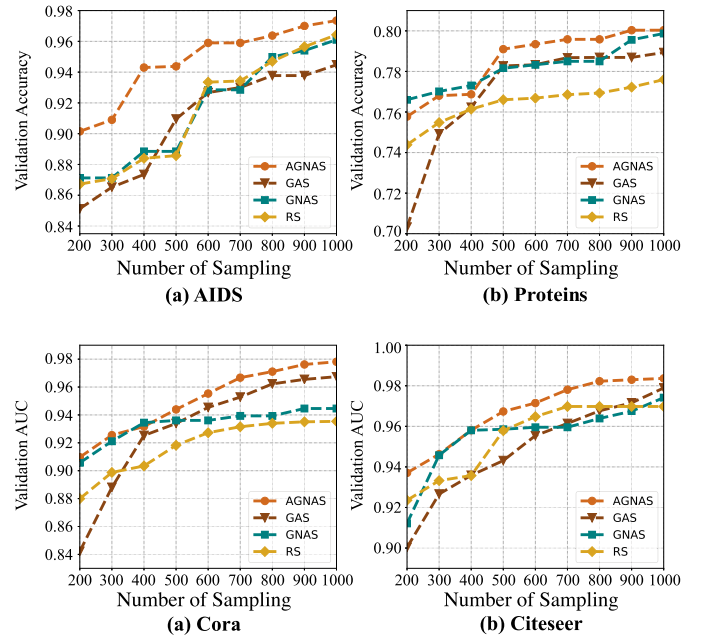 0.98
0.96
0.94
0.92
0.90
0.88
0.86
0.84
Validation Accuracy
AGNAS
GAS
GNAS
RS
200 300 400 500 600 700 800 900 1000
Number of Sampling
(a) AIDS
0.80
0.78
0.76
0.74
0.72
0.70
Validation Accuracy
AGNAS
GAS
GNAS
RS
200 300 400 500 600 700 800 900 1000
Number of Sampling
(b) Proteins
0.98
0.96
0.94
0.92
0.90
0.88
0.86
0.84
Validation AUC
AGNAS
GAS
GNAS
RS
200 300 400 500 600 700 800 900 1000
Number of Sampling
(a) Cora
1.00
0.98
0.96
0.94
0.92
0.90
Validation AUC
AGNAS
GAS
GNAS
RS
200 300 400 500 600 700 800 900 1000
Number of Sampling
(b) Citeseer